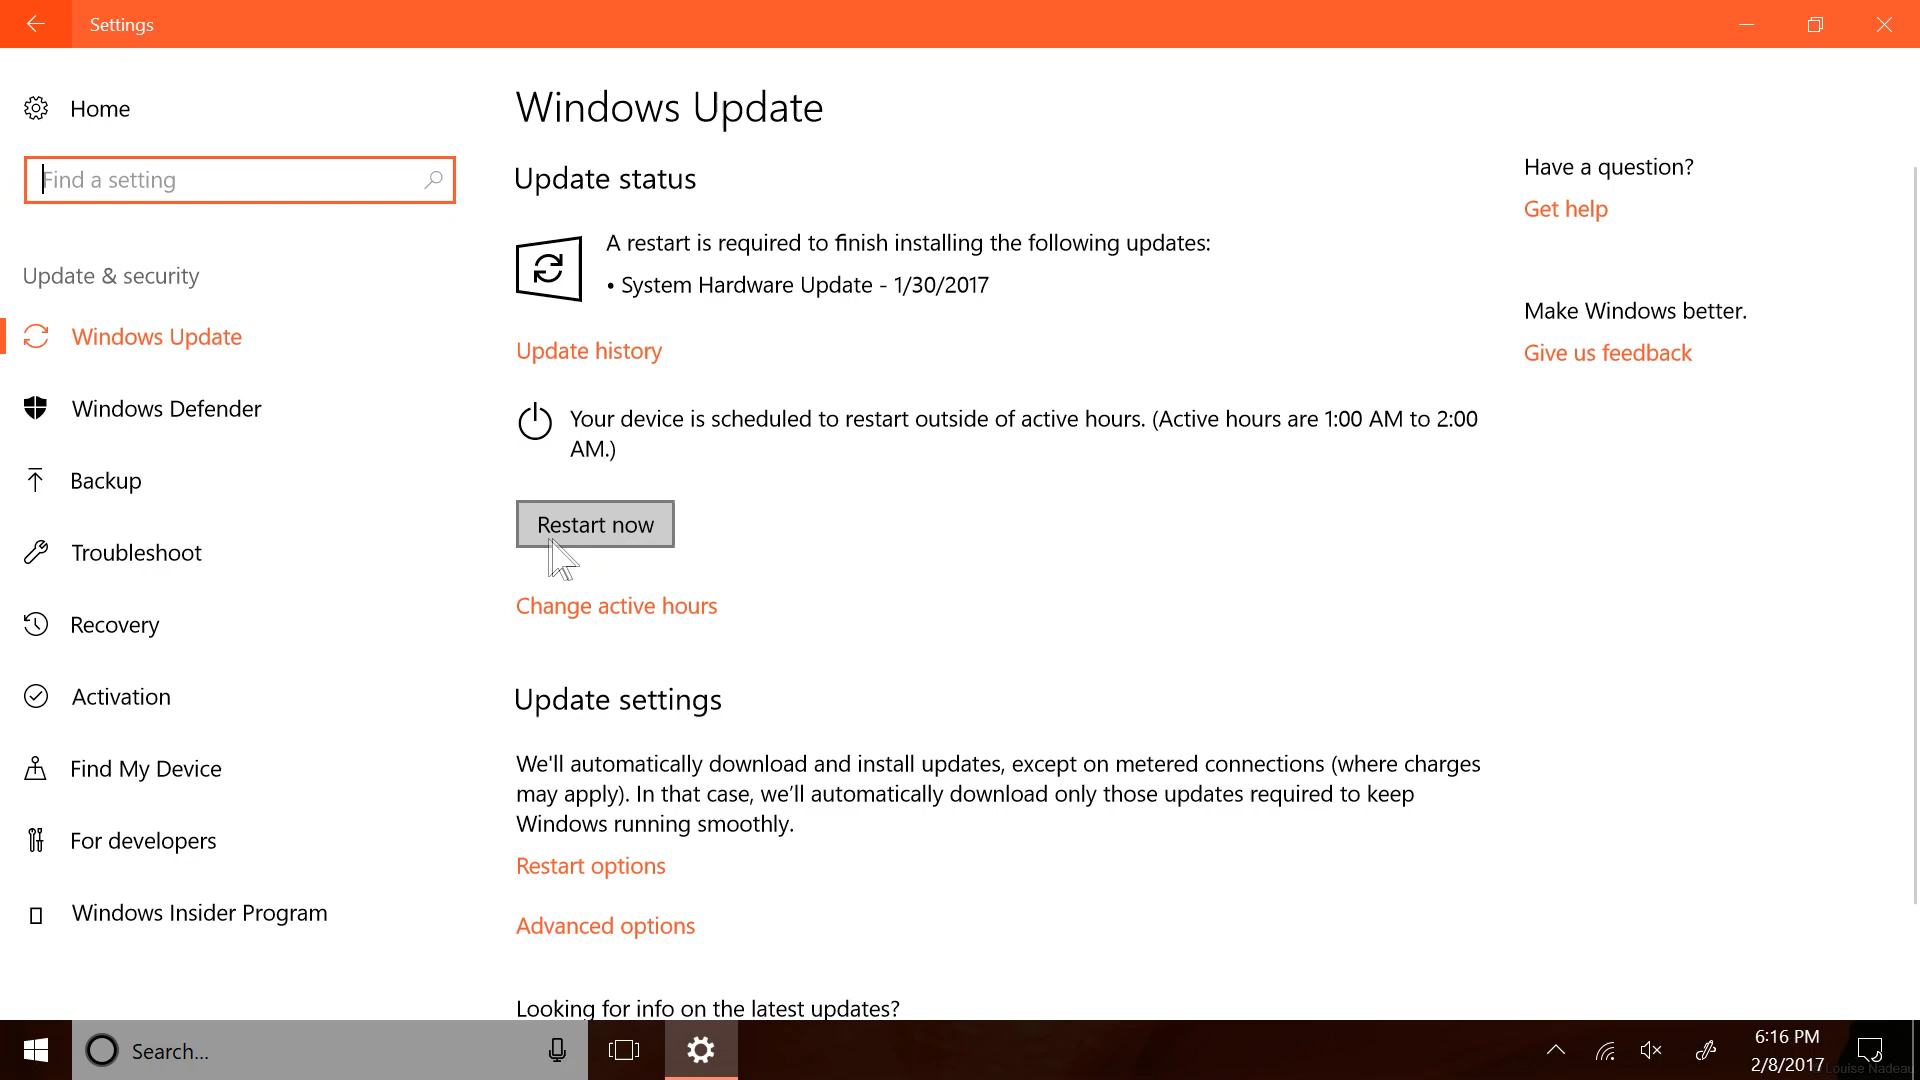 Settings
Home
Find a setting
Update & security
Windows Update
Windows Defender
Backup
Troubleshoot
Recovery
Activation
Find My Device
For developers
Windows Insider Program
Windows Update
Update status
A restart is required to finish installing the following updates:
• System Hardware Update - 1/30/2017
Update history
Your device is scheduled to restart outside of active hours. (Active hours are 1:00 AM to 2:00
AM.)
Restart now
Change active hours
Update settings
We'll automatically download and install updates, except on metered connections (where charges
may apply). In that case, we’ll automatically download only those updates required to keep
Windows running smoothly.
Restart options
Advanced options
Looking for info on the latest updates?
Have a question?
Get help
Make Windows better.
Give us feedback
Search...
6:16 PM
2/8/2017
Louise Nadeau